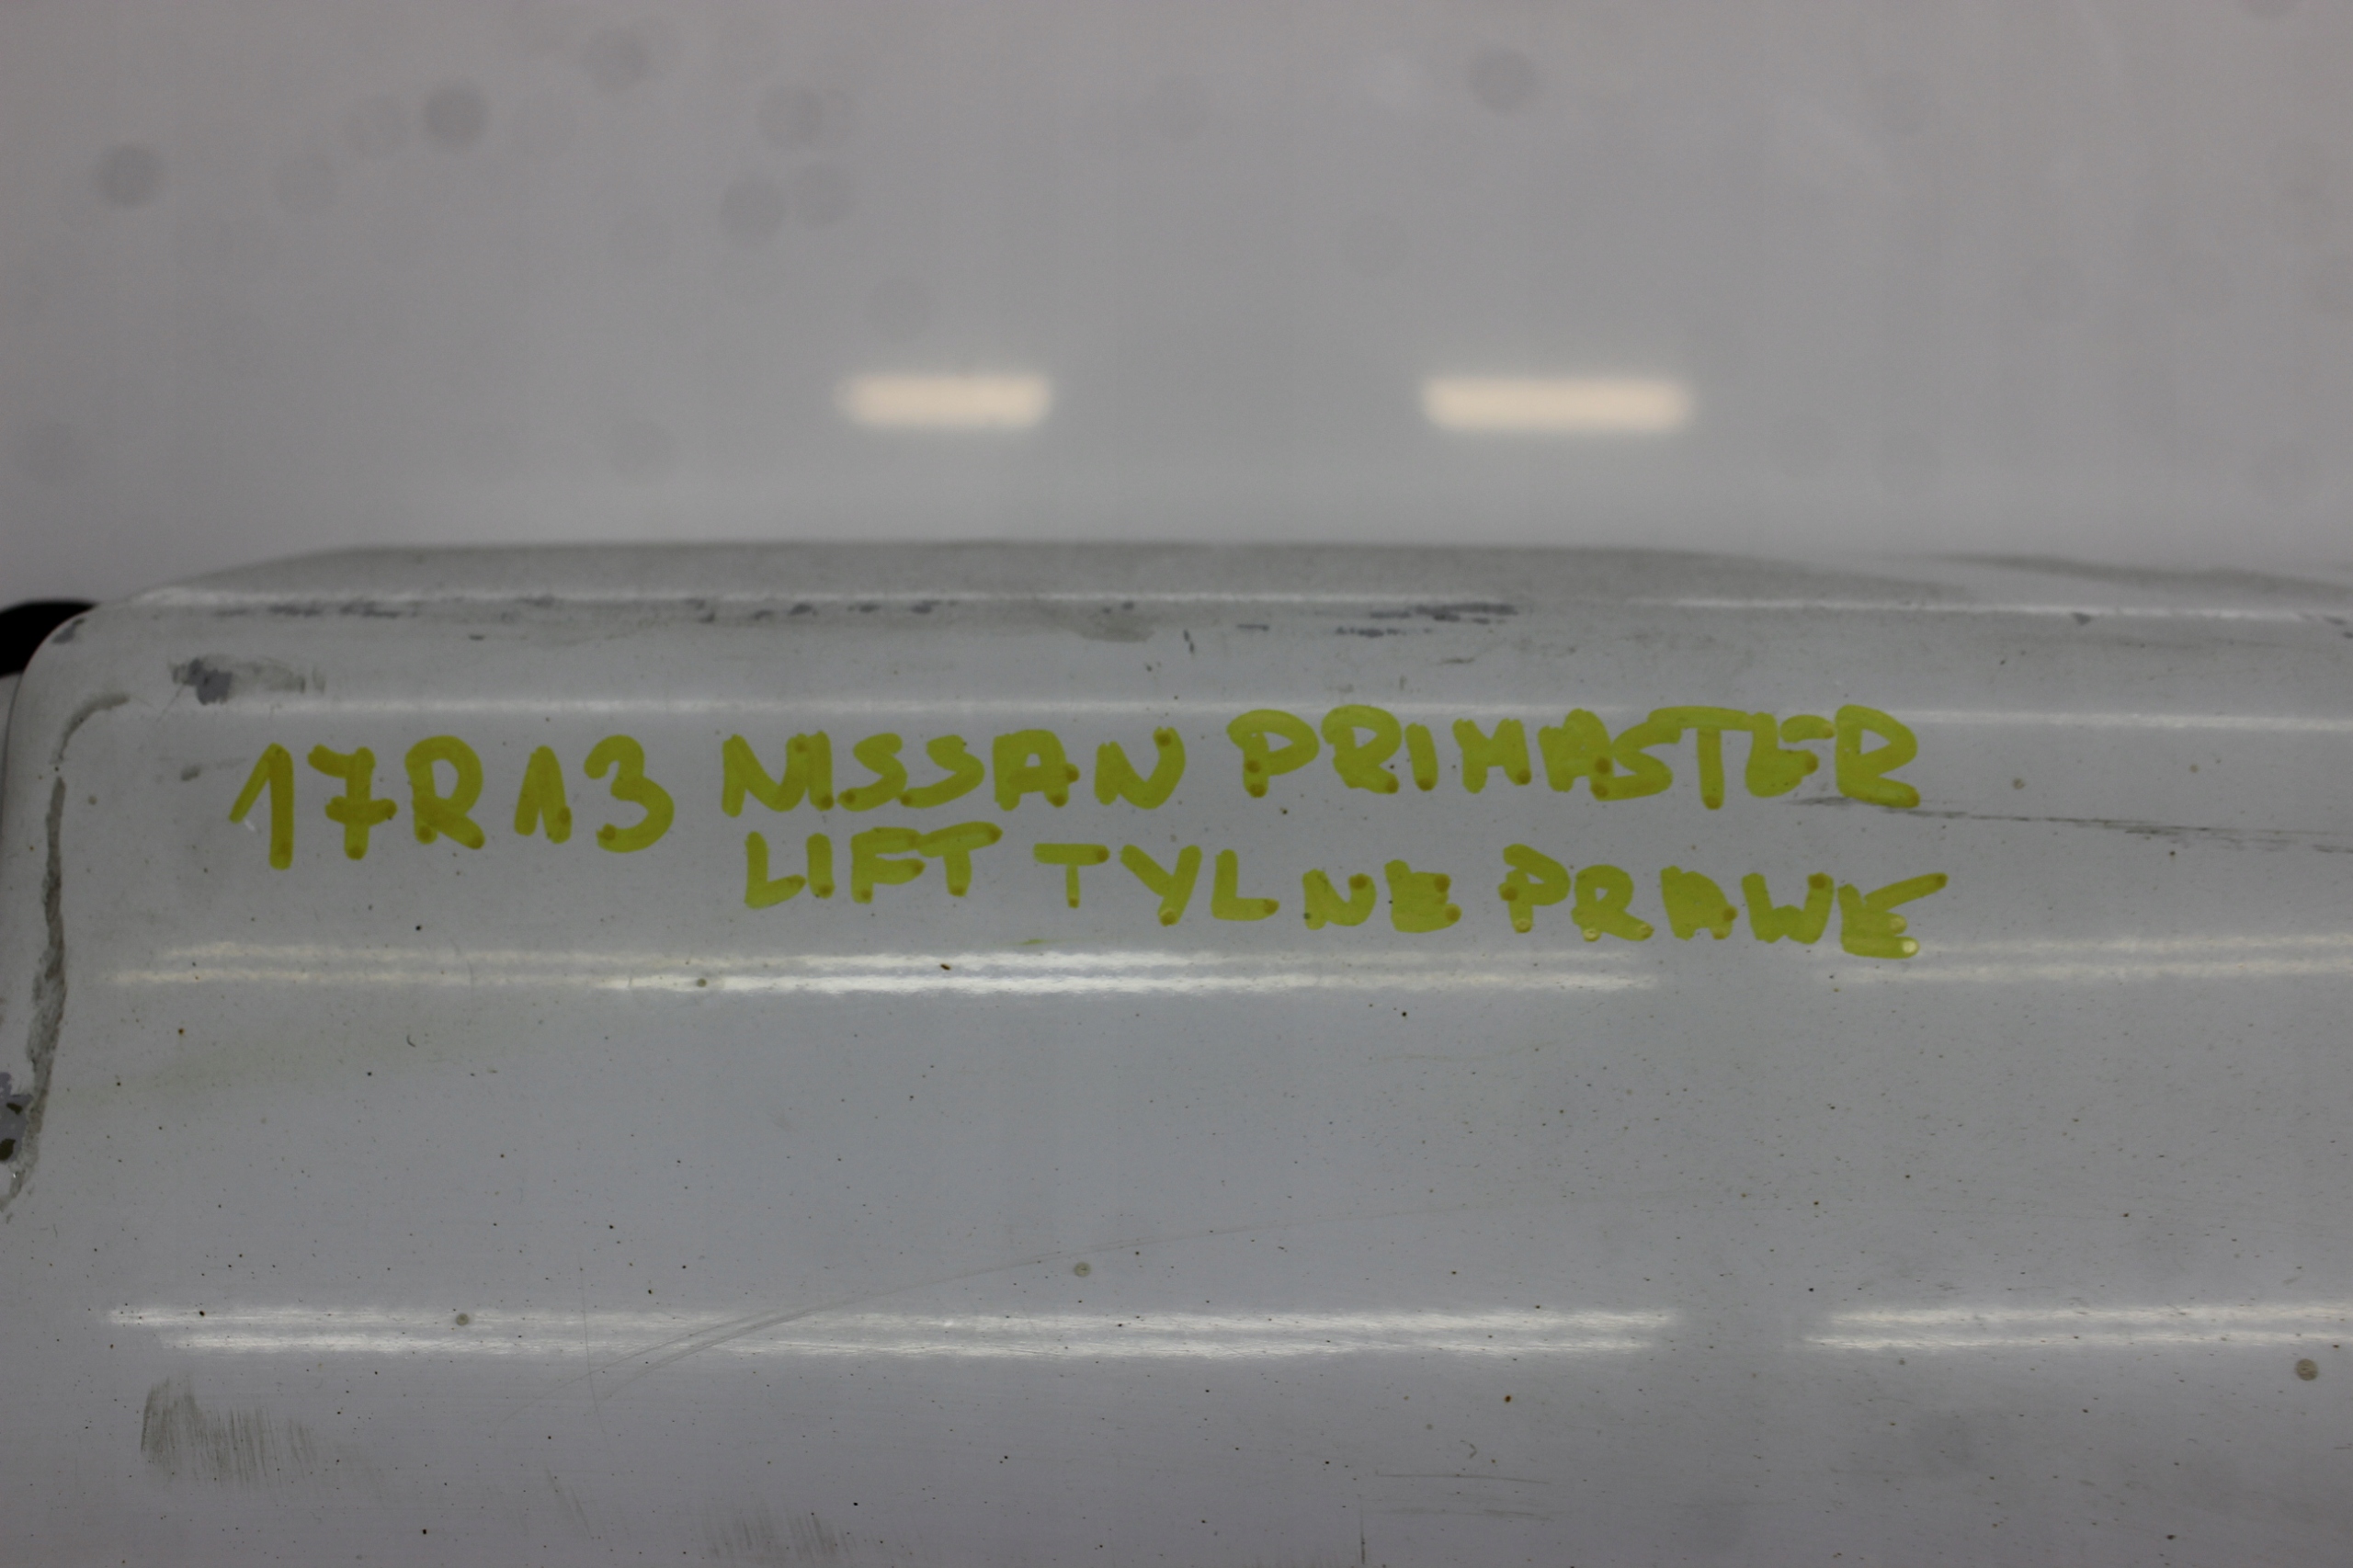 17R13 NISSAN PRIMASTER
LIFT TYLNE PRAWE